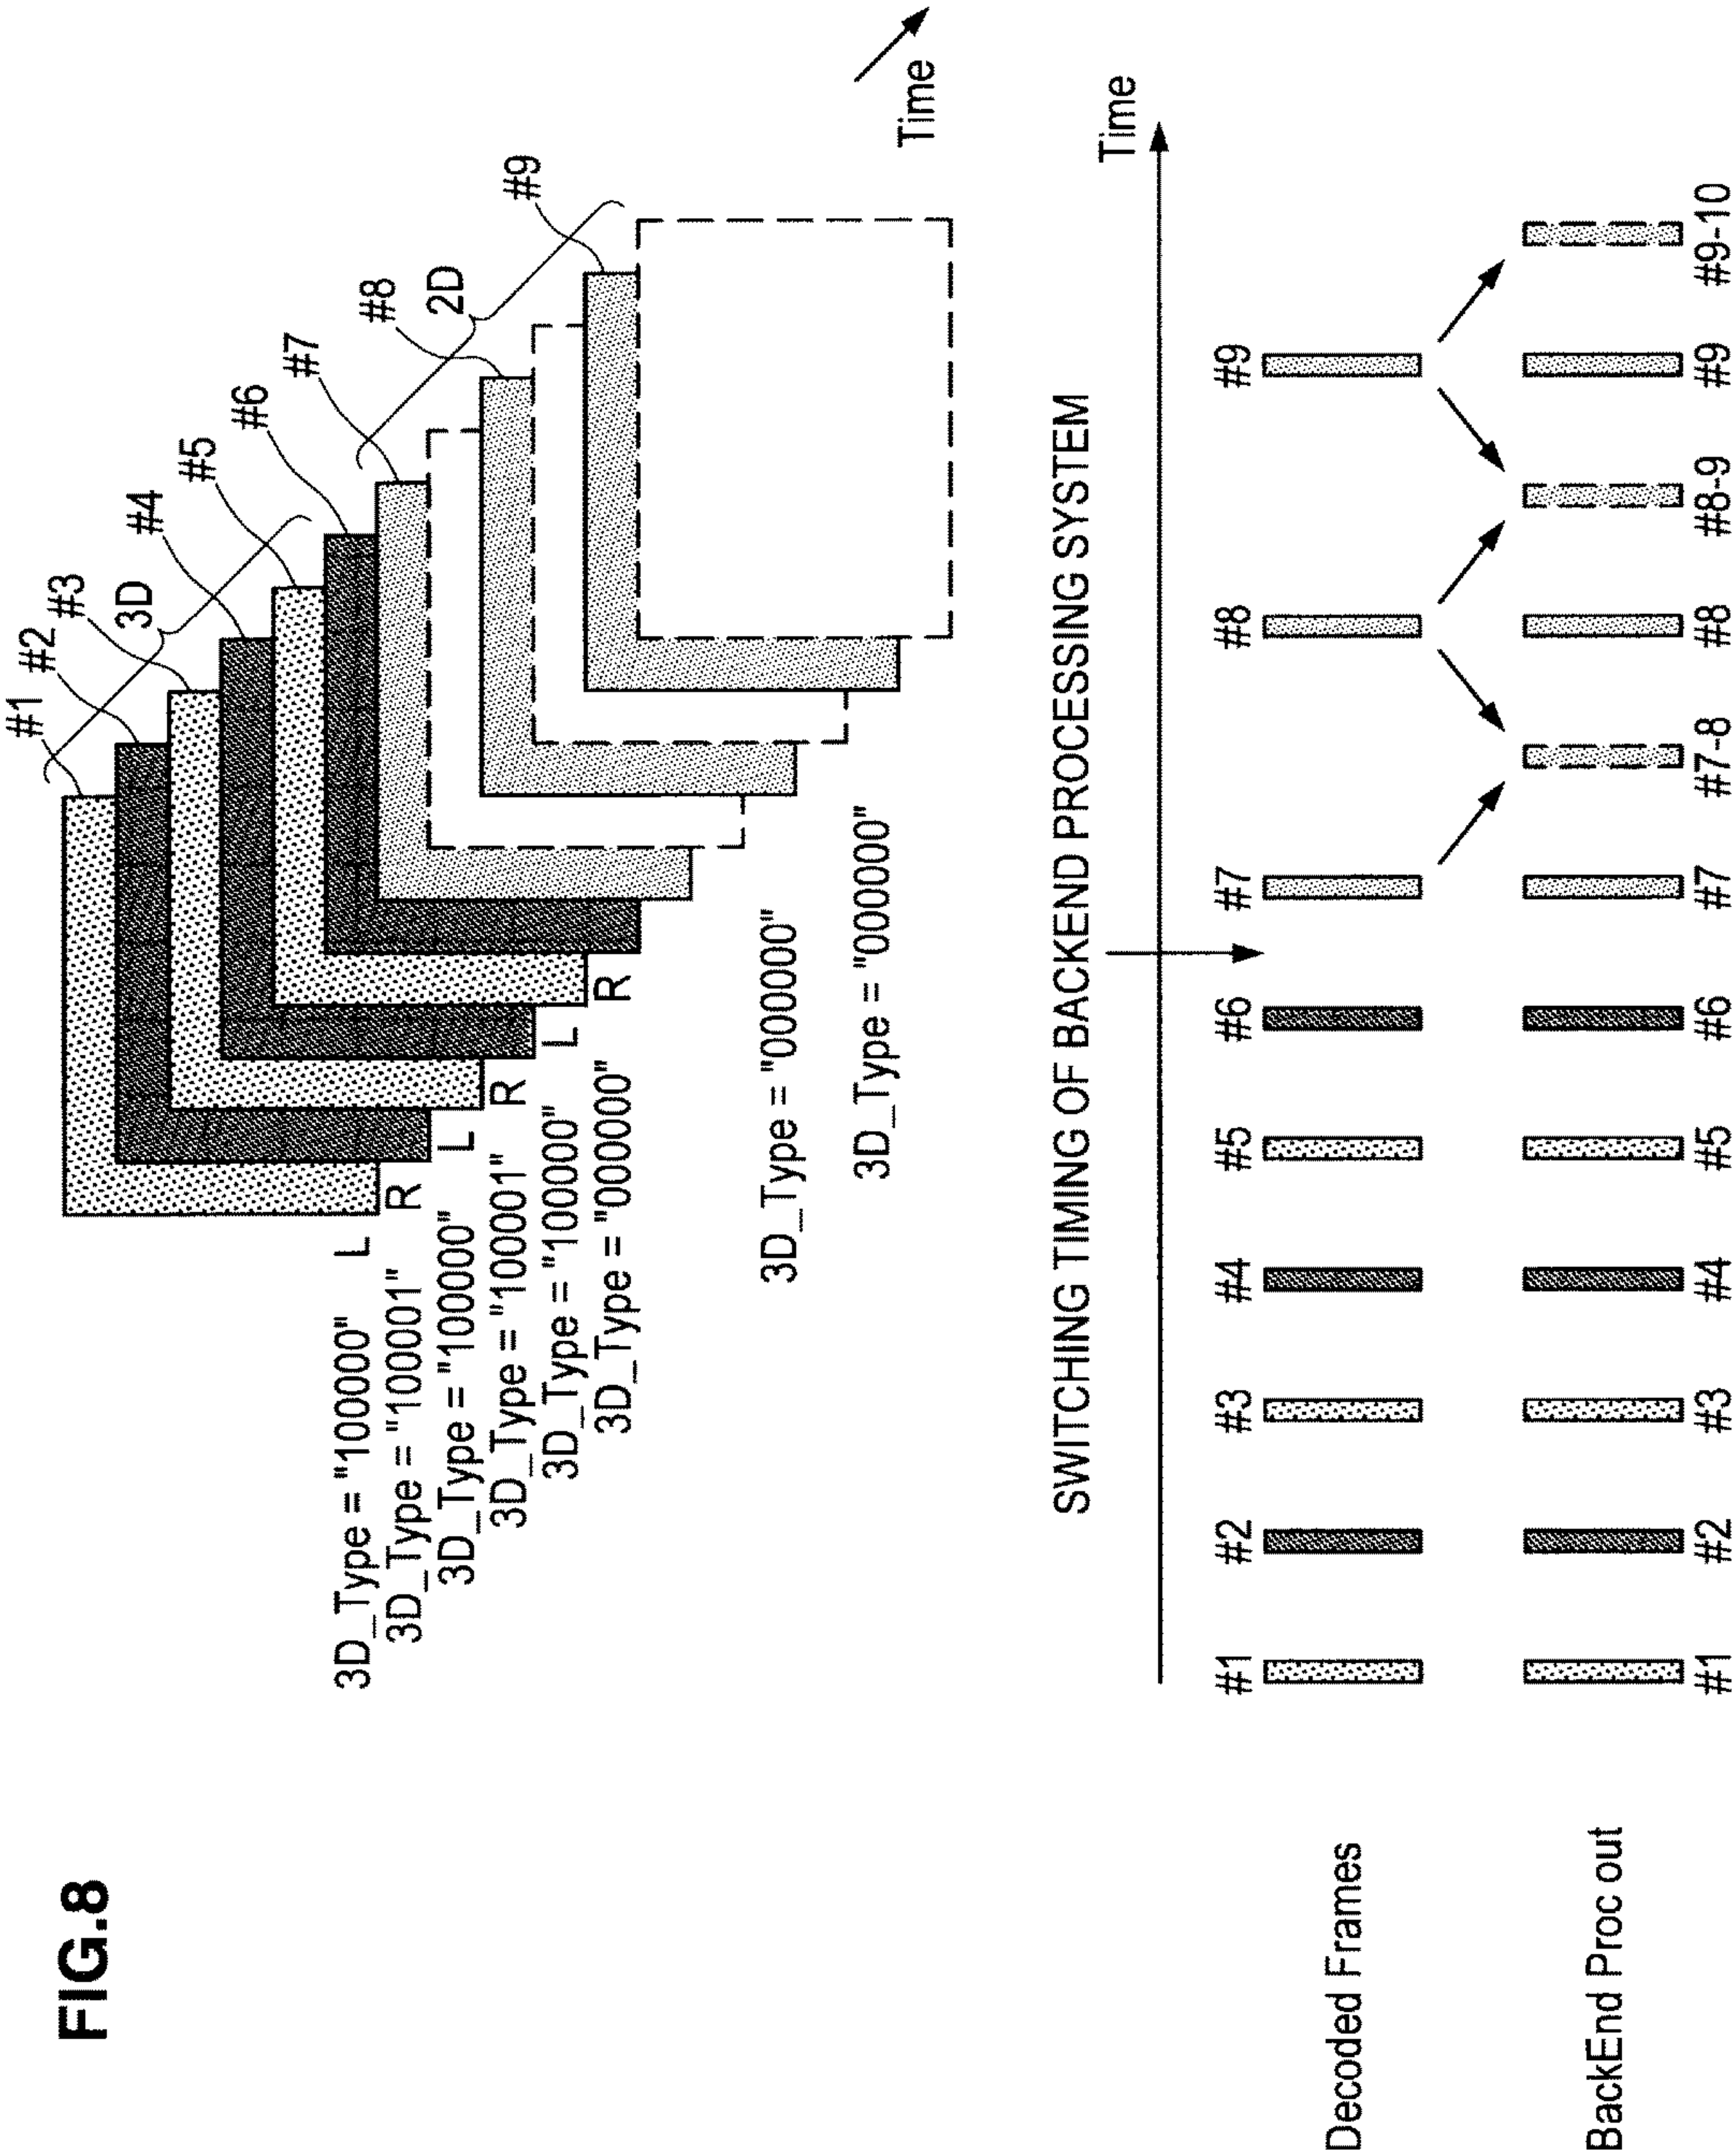 FIG.8
#1
#2
3D
#3
#4
#5
#6
#7
2D
#8
#9
L
R
L
R
L
R
3D_Type = "100000"
3D_Type = "100001"
3D_Type = "100000"
3D_Type = "100001"
3D_Type = "100000"
3D_Type = "000000"
3D_Type = "000000"
3D_Type = "000000"
Time
SWITCHING TIMING OF BACKEND PROCESSING SYSTEM
Time
Decoded Frames
#1 #2 #3 #4 #5 #6 #7 #8 #9
BackEnd Proc out
#1 #2 #3 #4 #5 #6 #7 #7-8 #8 #8-9 #9 #9-10